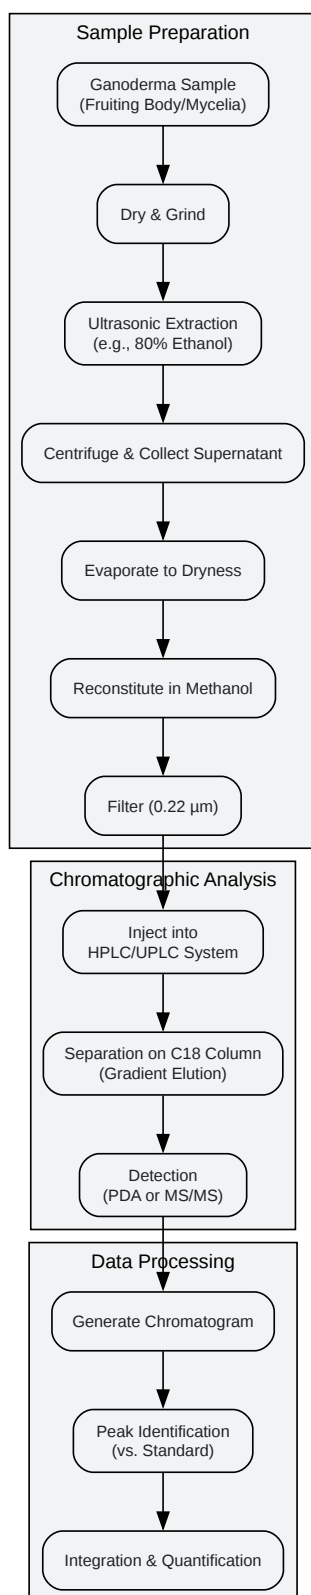 Sample Preparation
Ganoderma Sample
(Fruiting Body/Mycelia)
Dry & Grind
Ultrasonic Extraction
(e.g., 80% Ethanol)
Centrifuge & Collect Supernatant
Evaporate to Dryness
Reconstitute in Methanol
Filter (0.22 µm)
Chromatographic Analysis
Inject into
HPLC/UPLC System
Separation on C18 Column
(Gradient Elution)
Detection
(PDA or MS/MS)
Data Processing
Generate Chromatogram
Peak Identification
(vs. Standard)
Integration & Quantification